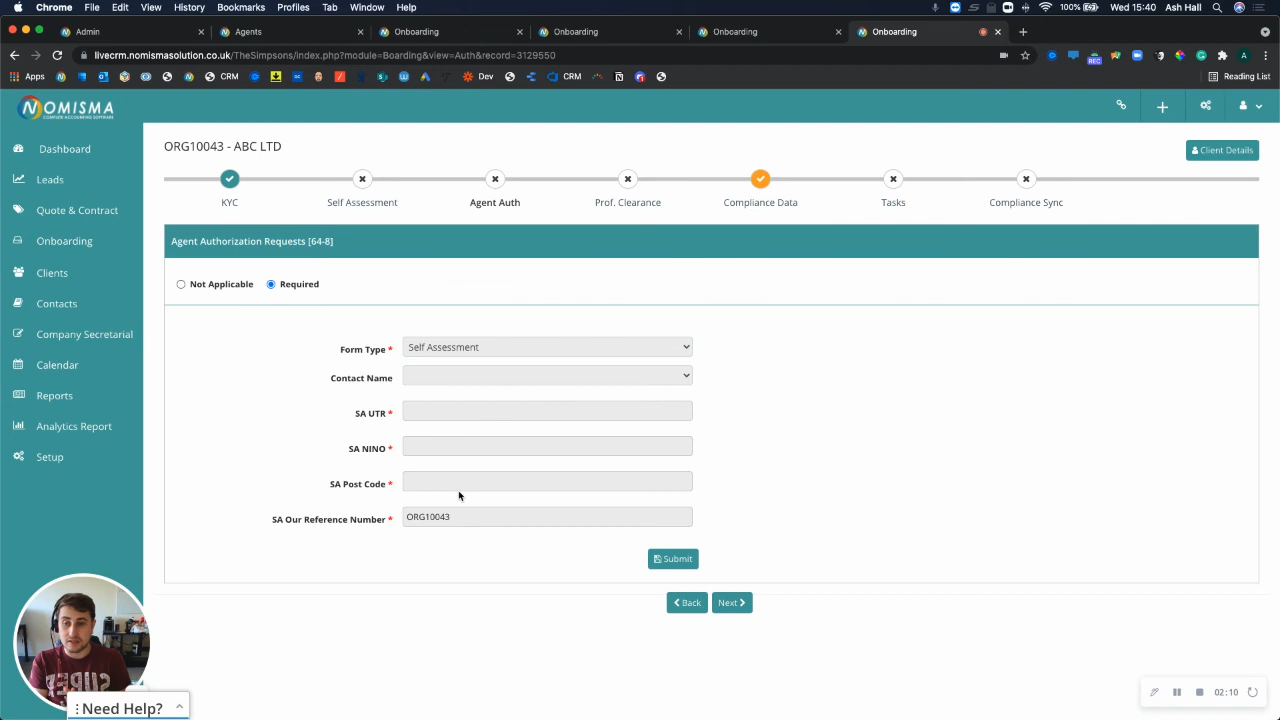 Chrome File Edit View History Bookmarks Profiles Tab Window Help
100% Wed 15:40 Ash Hall
Admin
Agents
Onboarding
Onboarding
Onboarding
Onboarding
livecrm.nomismasolution.co.uk/TheSimpsons/index.php?module=Boarding&view=Auth&record=3129550
Apps CRM Dev CRM Reading List
REC
A
NOMISMA
COMPLETE ACCOUNTING SOFTWARE
Dashboard
Leads
Quote & Contract
Onboarding
Clients
Contacts
Company Secretarial
Calendar
Reports
Analytics Report
Setup
ORG10043 - ABC LTD
Client Details
KYC
Self Assessment
Agent Auth
Prof. Clearance
Compliance Data
Tasks
Compliance Sync
Agent Authorization Requests [64-8]
Not Applicable
Required
Form Type * Self Assessment
Contact Name
SA UTR *
SA NINO *
SA Post Code *
SA Our Reference Number * ORG10043
Submit
Back
Next
Need Help?
02:10